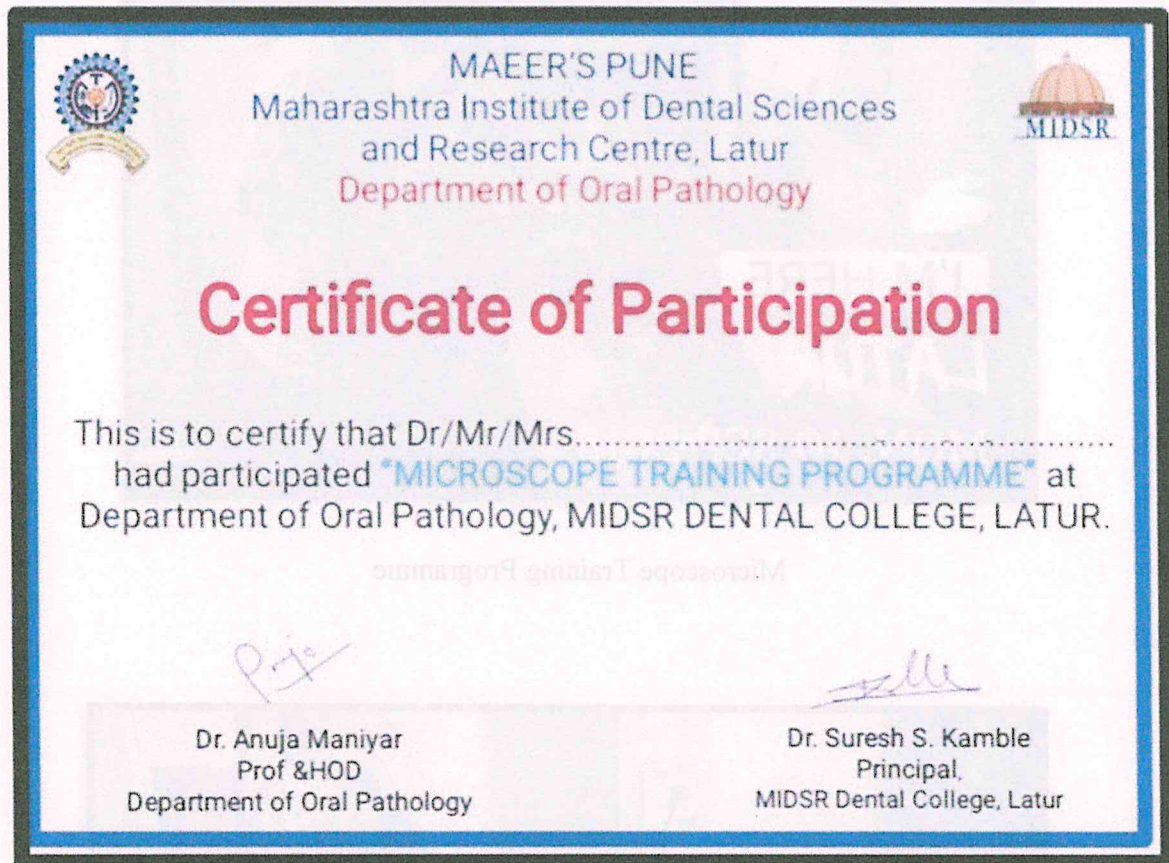 MAEER'S PUNE
Maharashtra Institute of Dental Sciences
and Research Centre, Latur
Department of Oral Pathology
MIDSR
Certificate of Participation
This is to certify that Dr/Mr/Mrs..................................................
had participated "MICROSCOPE TRAINING PROGRAMME" at
Department of Oral Pathology, MIDSR DENTAL COLLEGE, LATUR.
Microscope Training Programme
Dr. Anuja Maniyar
Prof &HOD
Department of Oral Pathology
Dr. Suresh S. Kamble
Principal,
MIDSR Dental College, Latur
I'M HERE
LATUR